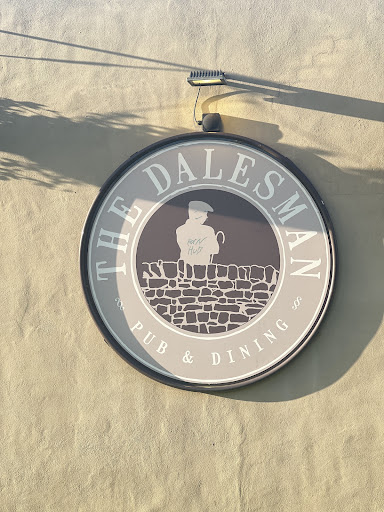 THE DALESMAN
PUB & DINING